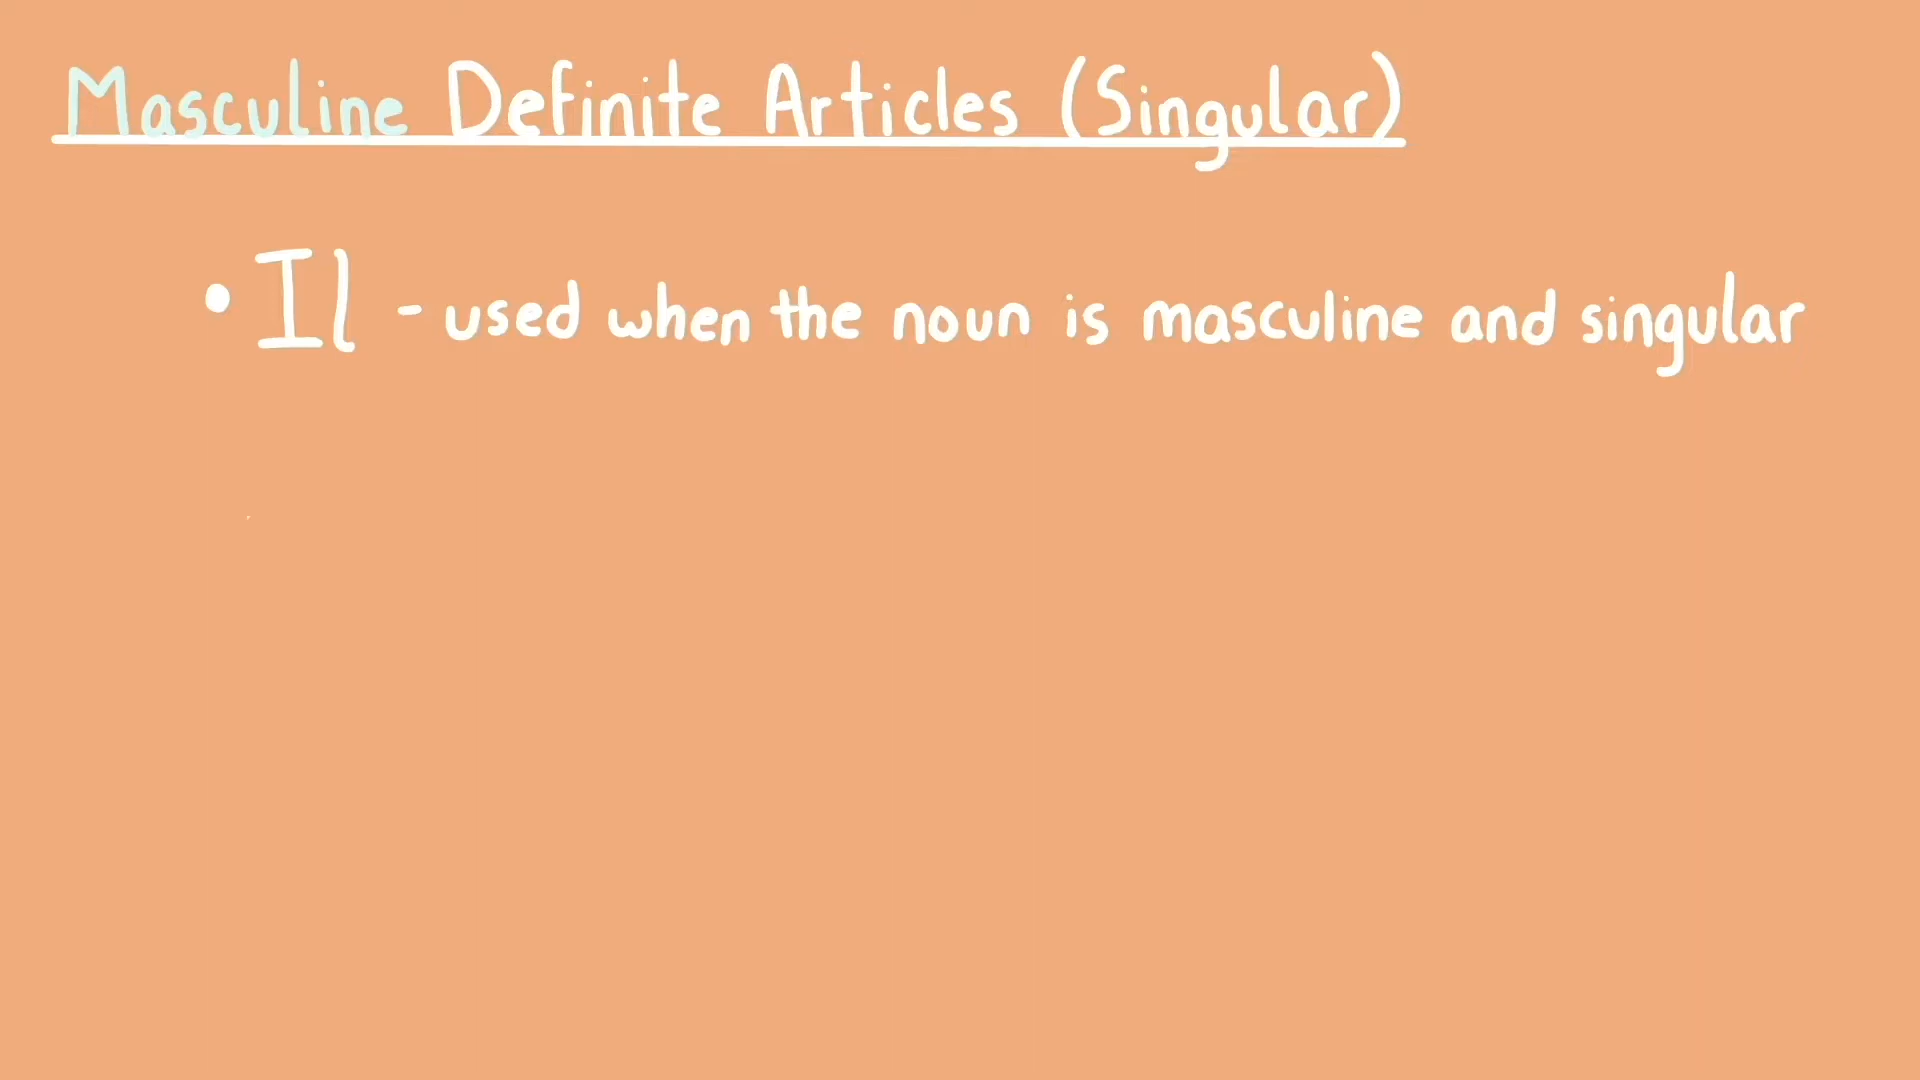 Masculine Definite Articles (Singular)
• Il - used when the noun is masculine and singular